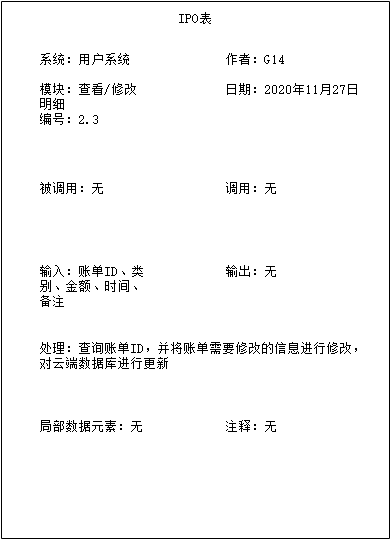 IPO表
系统：用户系统
作者：G14
模块：查看/修改
明细
日期：2020年11月27日
编号：2.3
被调用：无
调用：无
输入：账单ID、类
别、金额、时间、
备注
输出：无
处理：查询账单ID，并将账单需要修改的信息进行修改，
对云端数据库进行更新
局部数据元素：无
注释：无